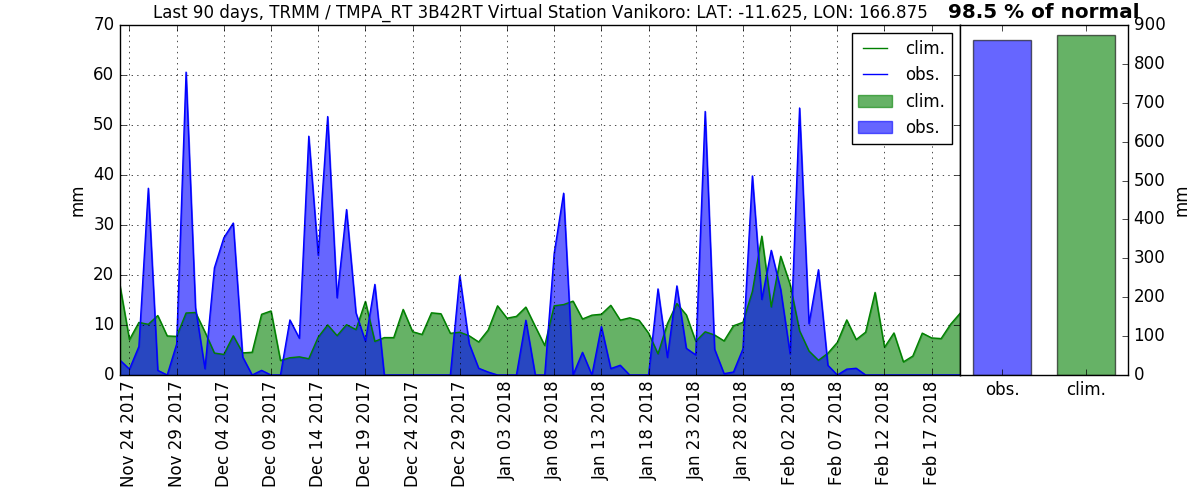 Last 90 days, TRMM / TMPA_RT 3B42RT Virtual Station Vanikoro: LAT: -11.625, LON: 166.875
98.5 % of normal
mm
70
60
50
40
30
20
10
0
clim.
obs.
clim.
obs.
Nov 24 2017
Nov 29 2017
Dec 04 2017
Dec 09 2017
Dec 14 2017
Dec 19 2017
Dec 24 2017
Dec 29 2017
Jan 03 2018
Jan 08 2018
Jan 13 2018
Jan 18 2018
Jan 23 2018
Jan 28 2018
Feb 02 2018
Feb 07 2018
Feb 12 2018
Feb 17 2018
900
800
700
600
500
400
300
200
100
0
mm
obs.
clim.